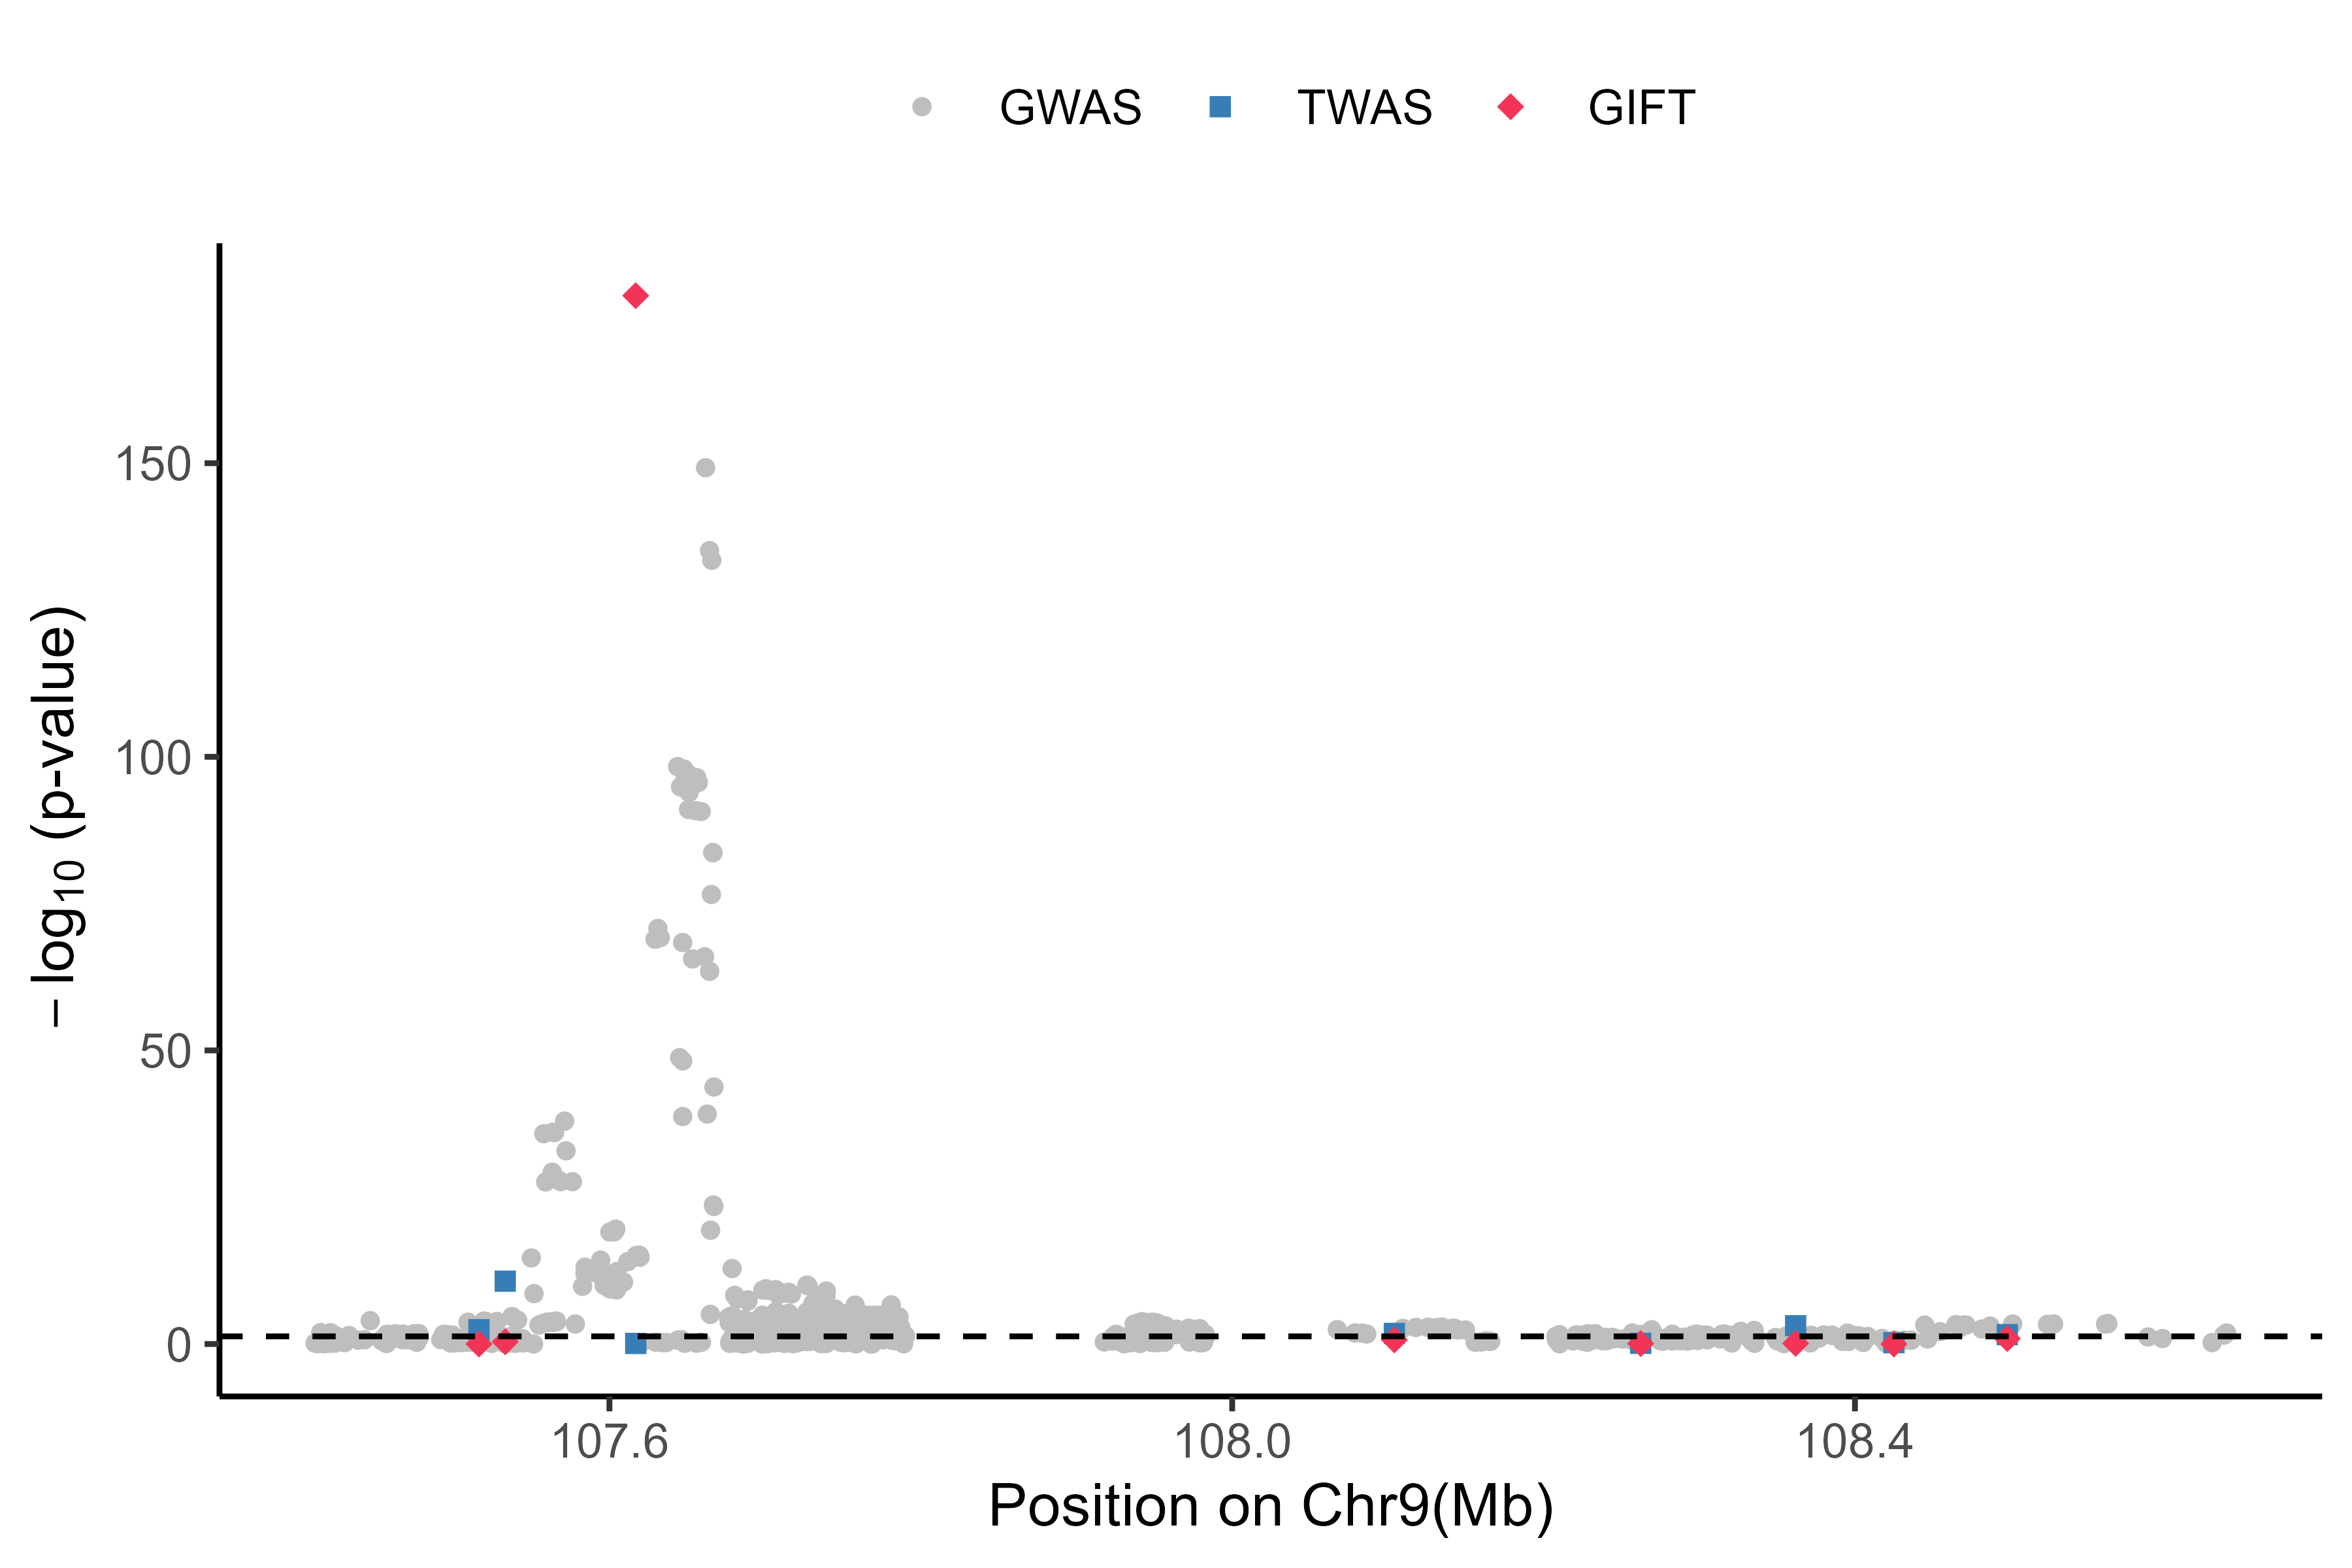 GWAS TWAS GIFT
150
100
50
0
− log10 (p-value)
107.6 108.0 108.4
Position on Chr9(Mb)